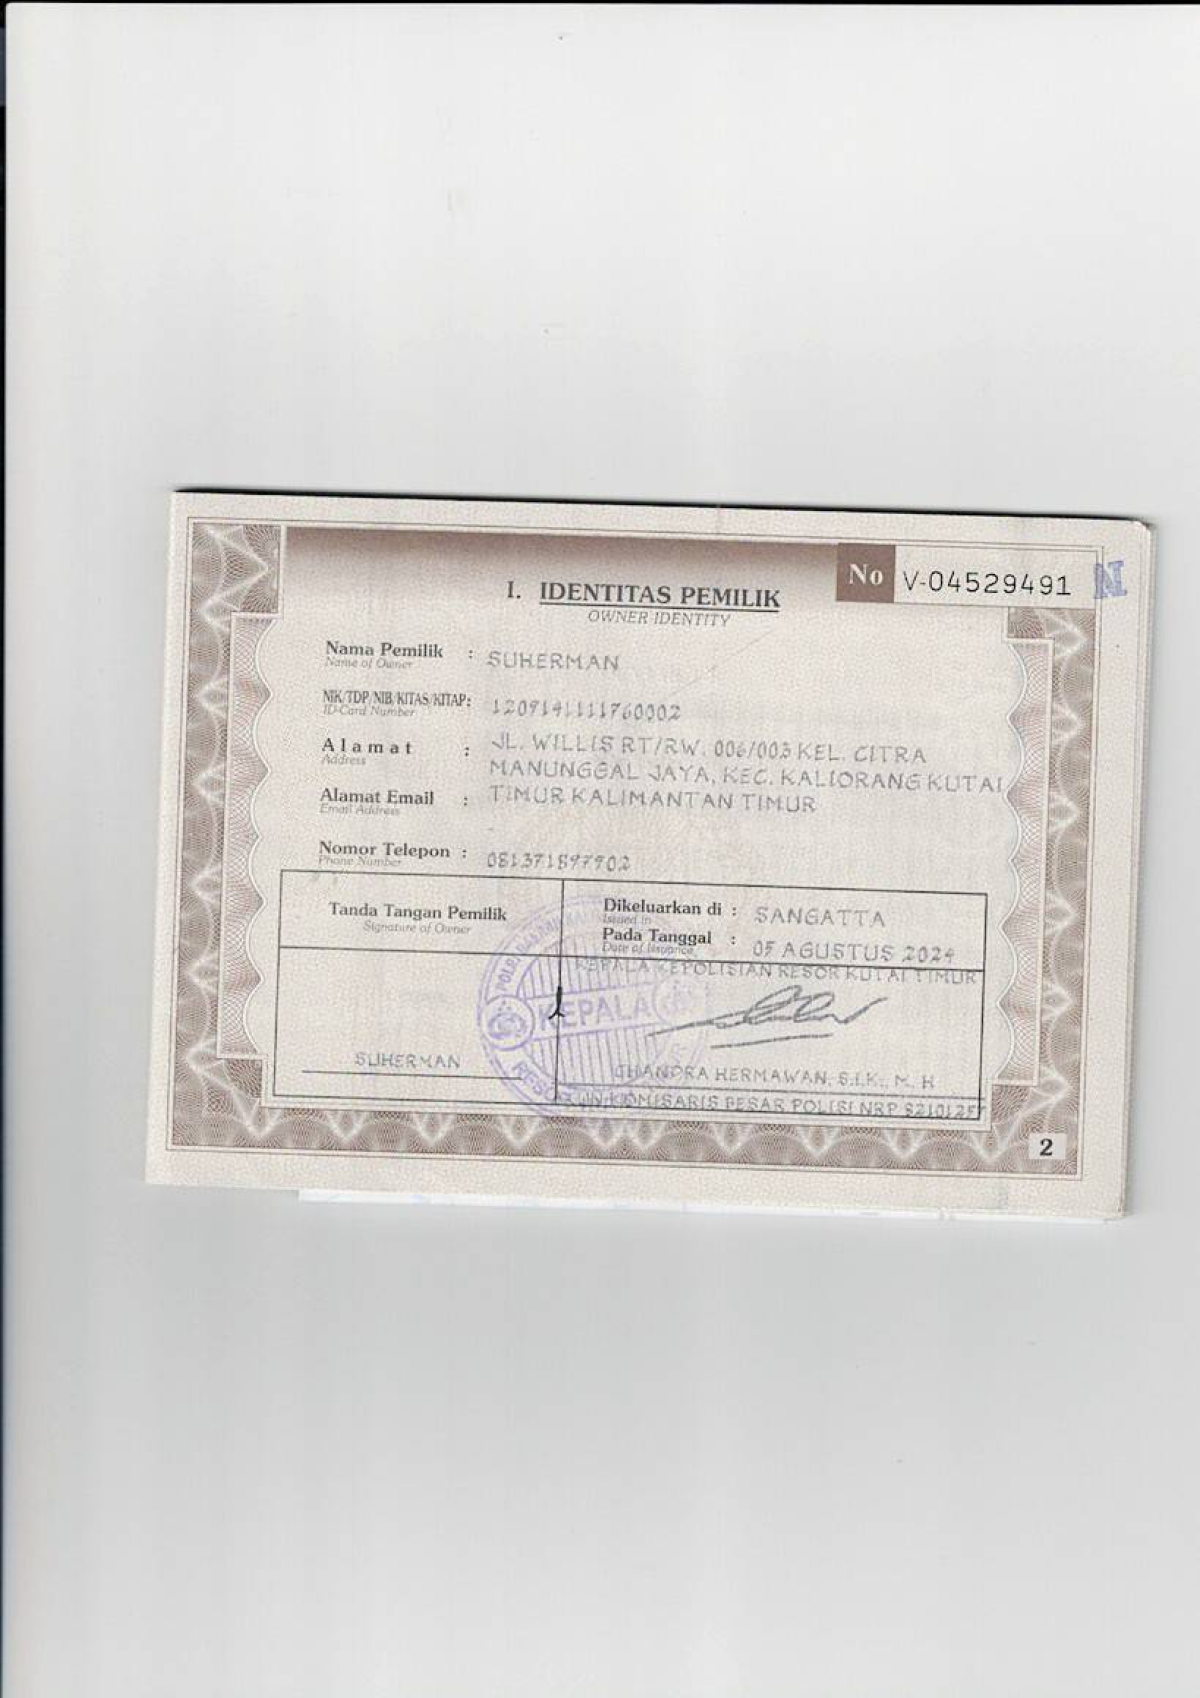 No V-04529491
N
I. IDENTITAS PEMILIK
OWNER IDENTITY
Nama Pemilik : SUHERMAN
Name of Owner
NIK/TDP/NIB/KITAS/KITAP: 1209141111760002
ID-Card Number
Alamat : JL. WILLIS RT/RW. 006/003 KEL. CITRA
Address
MANUNGGAL JAYA, KEC. KALIORANG KUTAI
Alamat Email : TIMUR KALIMANTAN TIMUR
Email Address
Nomor Telepon : 081371897902
Phone Number
Tanda Tangan Pemilik
Signature of Owner
SUHERMAN
Dikeluarkan di : SANGATTA
Issued in
Pada Tanggal : 05 AGUSTUS 2024
Date of Issuance
KEPALA KEPOLISIAN RESOR KUTAI TIMUR
KEPALA
CHANDRA HERMAWAN, S.I.K., M. H
KOMISARIS BESAR POLISI NRP
2